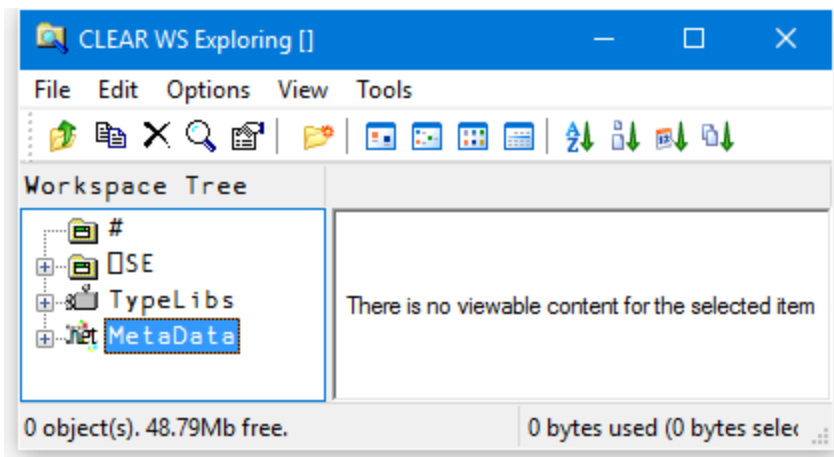 CLEAR WS Exploring []
File Edit Options View Tools
Workspace Tree
#
⎕SE
TypeLibs
.net MetaData
There is no viewable content for the selected item
0 object(s). 48.79Mb free.
0 bytes used (0 bytes selec